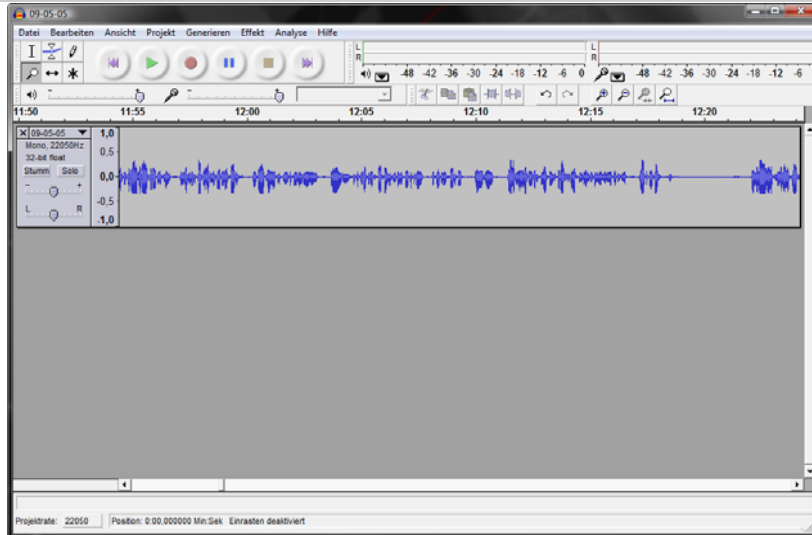 09-05-05
Datei Bearbeiten Ansicht Projekt Generieren Effekt Analyse Hilfe
L
R
-48 -42 -36 -30 -24 -18 -12 -6 0
L
R
-48 -42 -36 -30 -24 -18 -12 -6
11:50 11:55 12:00 12:05 12:10 12:15 12:20
09-05-05
Mono, 22050Hz
32-bit float
Stumm Solo
- +
L R
1,0
0,5
0,0
-0,5
-1,0
Projektrate: 22050 Position: 0:00,000000 Min:Sek Einrasten deaktiviert